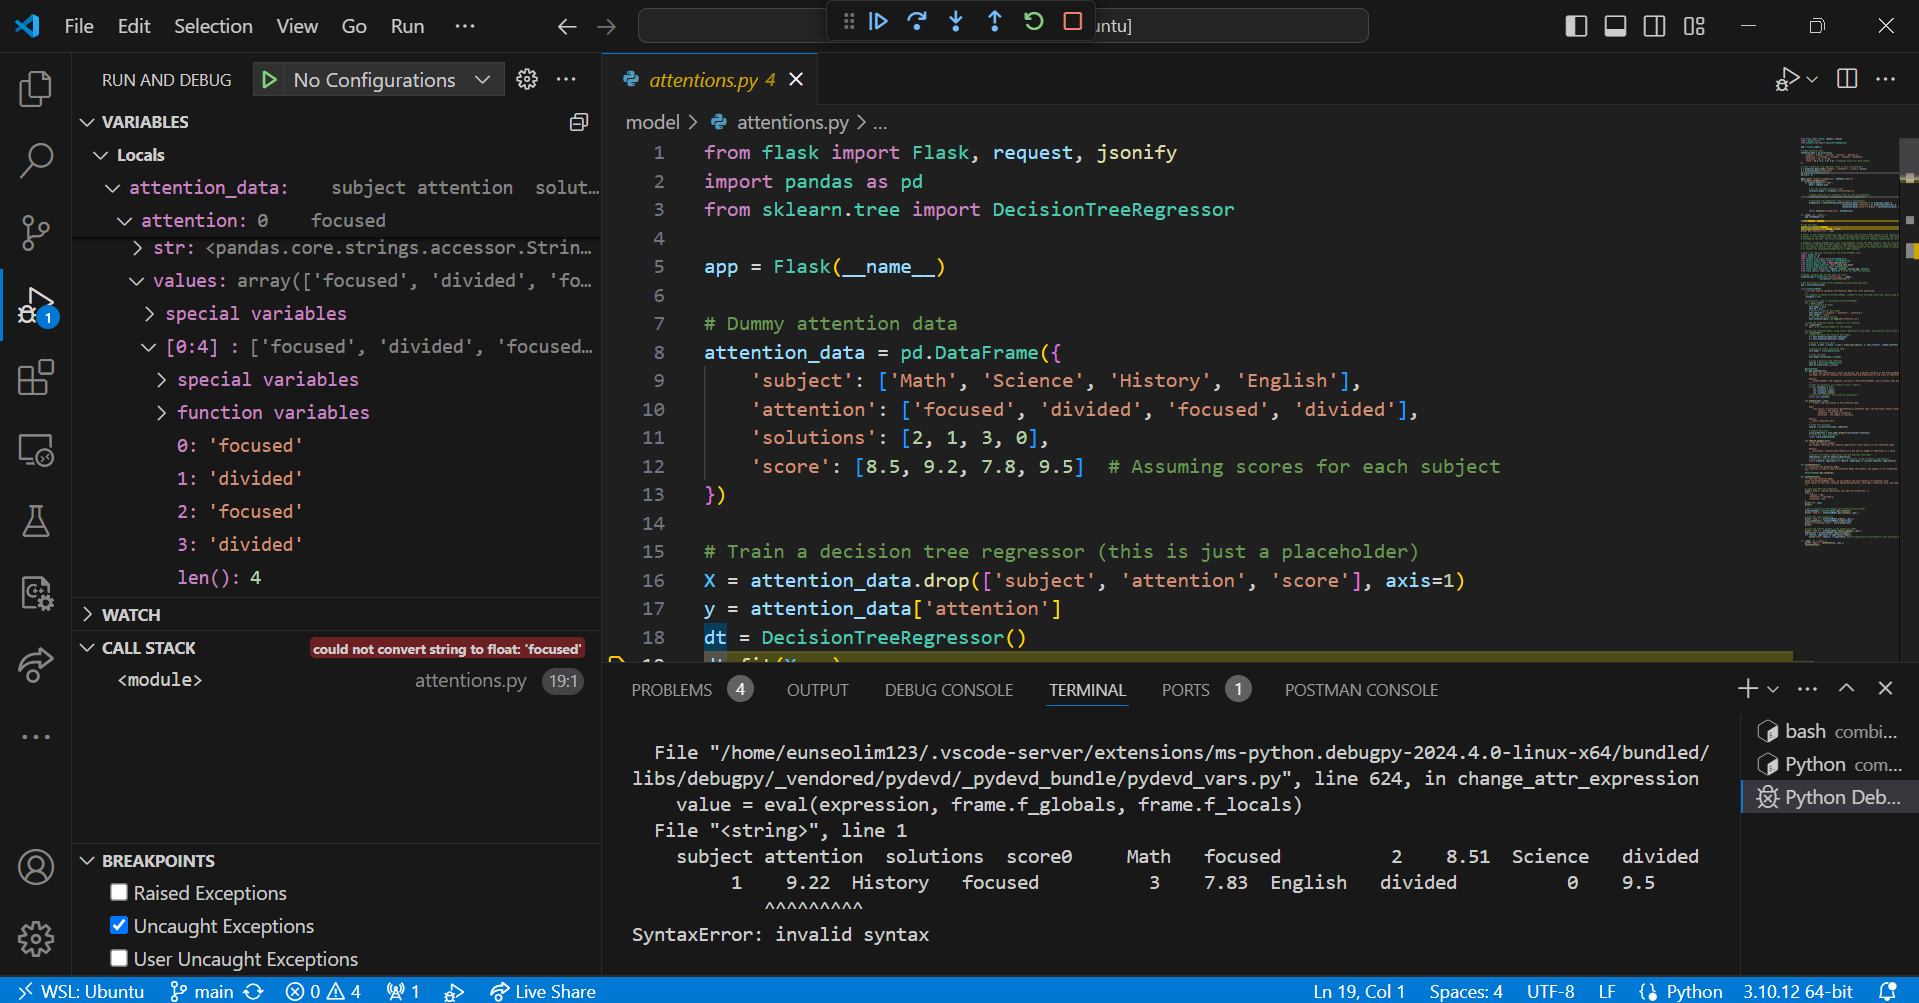 File Edit Selection View Go Run ··· untu]
RUN AND DEBUG No Configurations ···
VARIABLES
Locals
attention_data: subject attention solut...
attention: 0 focused
str: <pandas.core.strings.accessor.Strin...
values: array(['focused', 'divided', 'fo...
special variables
[0:4] : ['focused', 'divided', 'focused...
special variables
function variables
0: 'focused'
1: 'divided'
2: 'focused'
3: 'divided'
len(): 4
WATCH
CALL STACK could not convert string to float: 'focused'
<module> attentions.py 19:1
BREAKPOINTS
Raised Exceptions
Uncaught Exceptions
User Uncaught Exceptions
1
attentions.py 4
model > attentions.py > ...
1 from flask import Flask, request, jsonify
2 import pandas as pd
3 from sklearn.tree import DecisionTreeRegressor
4
5 app = Flask(__name__)
6
7 # Dummy attention data
8 attention_data = pd.DataFrame({
9 'subject': ['Math', 'Science', 'History', 'English'],
10 'attention': ['focused', 'divided', 'focused', 'divided'],
11 'solutions': [2, 1, 3, 0],
12 'score': [8.5, 9.2, 7.8, 9.5] # Assuming scores for each subject
13 })
14
15 # Train a decision tree regressor (this is just a placeholder)
16 X = attention_data.drop(['subject', 'attention', 'score'], axis=1)
17 y = attention_data['attention']
18 dt = DecisionTreeRegressor()
PROBLEMS 4 OUTPUT DEBUG CONSOLE TERMINAL PORTS 1 POSTMAN CONSOLE
File "/home/eunseolim123/.vscode-server/extensions/ms-python.debugpy-2024.4.0-linux-x64/bundled/
libs/debugpy/_vendored/pydevd/_pydevd_bundle/pydevd_vars.py", line 624, in change_attr_expression
value = eval(expression, frame.f_globals, frame.f_locals)
File "<string>", line 1
subject attention solutions score0 Math focused 2 8.51 Science divided
1 9.22 History focused 3 7.83 English divided 0 9.5
^^^^^^^^^
SyntaxError: invalid syntax
bash combi...
Python com...
Python Deb...
WSL: Ubuntu main 0 4 1 Live Share Ln 19, Col 1 Spaces: 4 UTF-8 LF Python 3.10.12 64-bit